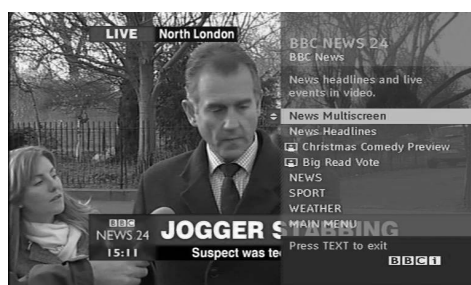 LIVE North London
BBC NEWS 24
BBC News
News headlines and live
events in video.
News Multiscreen
News Headlines
Christmas Comedy Preview
Big Read Vote
NEWS
SPORT
WEATHER
MAIN MENU
Press TEXT to exit
BBCi
BBC
NEWS 24
15:11
JOGGER STABBING
Suspect was